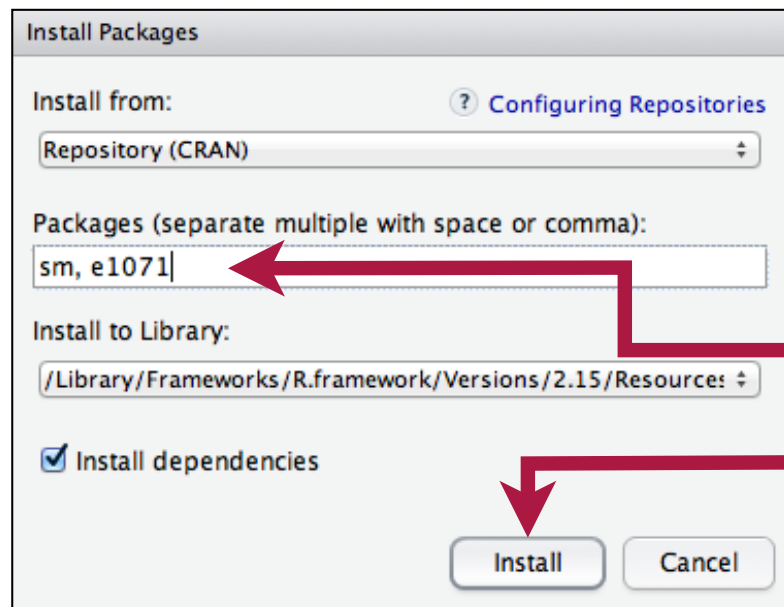 Install Packages
Install from:
? Configuring Repositories
Repository (CRAN)
Packages (separate multiple with space or comma):
sm, e1071
Install to Library:
/Library/Frameworks/R.framework/Versions/2.15/Resources
Install dependencies
Install Cancel